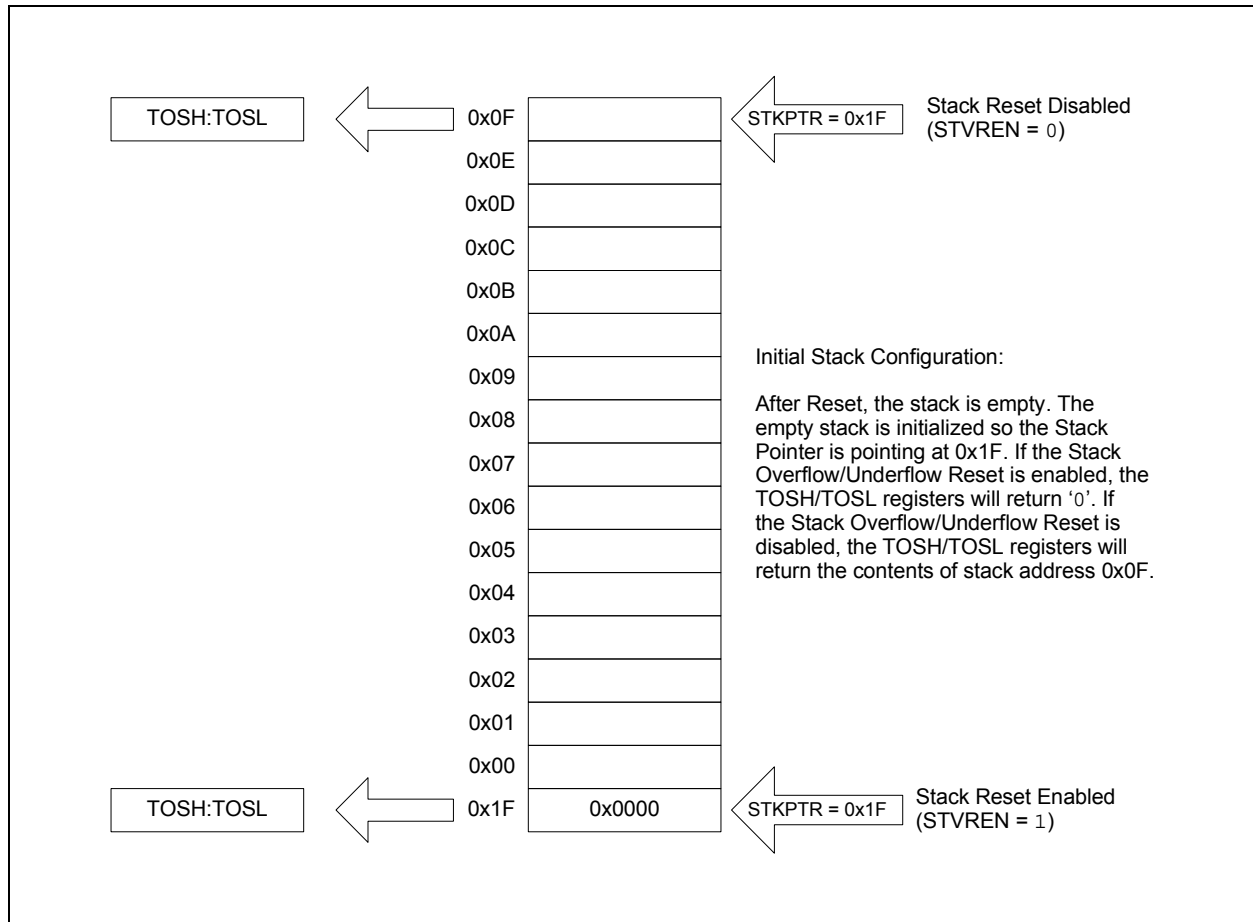 TOSH:TOSL
0x0F
STKPTR = 0x1F
Stack Reset Disabled
(STVREN = 0)
0x0E
0x0D
0x0C
0x0B
0x0A
0x09
0x08
0x07
0x06
0x05
0x04
0x03
0x02
0x01
0x00
Initial Stack Configuration:
After Reset, the stack is empty. The
empty stack is initialized so the Stack
Pointer is pointing at 0x1F. If the Stack
Overflow/Underflow Reset is enabled, the
TOSH/TOSL registers will return ‘0’. If
the Stack Overflow/Underflow Reset is
disabled, the TOSH/TOSL registers will
return the contents of stack address 0x0F.
TOSH:TOSL
0x1F
0x0000
STKPTR = 0x1F
Stack Reset Enabled
(STVREN = 1)